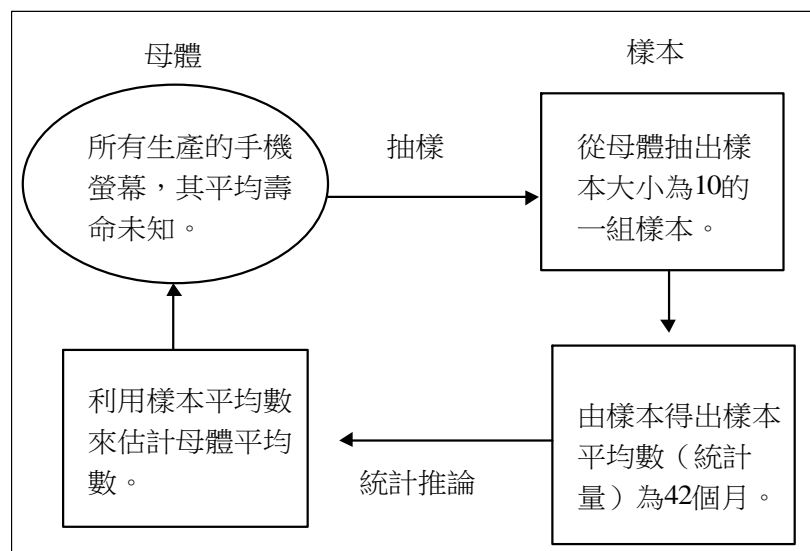 母體
所有生產的手機
螢幕，其平均壽
命未知。
抽樣
樣本
從母體抽出樣
本大小為10的
一組樣本。
由樣本得出樣本
平均數（統計
量）為42個月。
統計推論
利用樣本平均數
來估計母體平均
數。